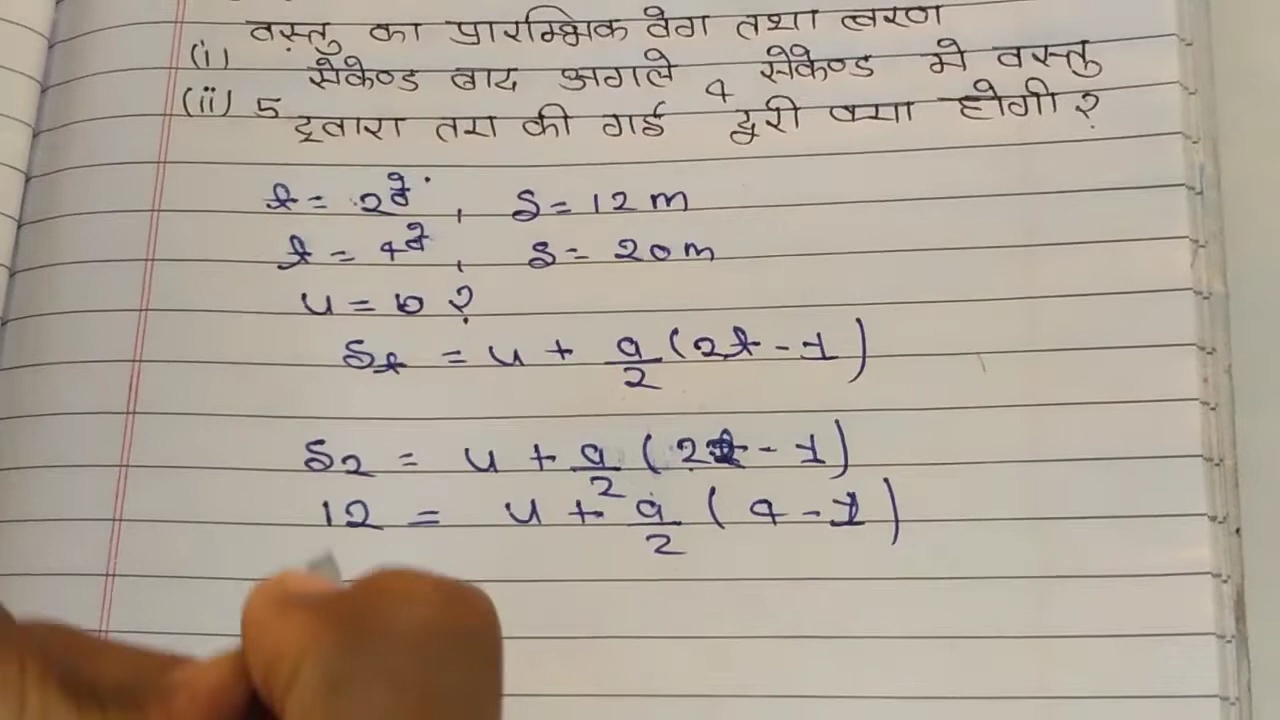 (i) वस्तु का प्रारम्भिक वेग तथा त्वरण
(ii) 5 सेकेण्ड बाद अगले 4 सेकेण्ड मे वस्तु
द्वारा तय की गई दूरी क्या होगी ?
t = 2 , S = 12 m
t = 4 , S = 20 m
u = ?
St = u + a/2 (2t - 1)
S2 = u + a/2 (2 - 1)
12 = u + a/2 (4 - 1)